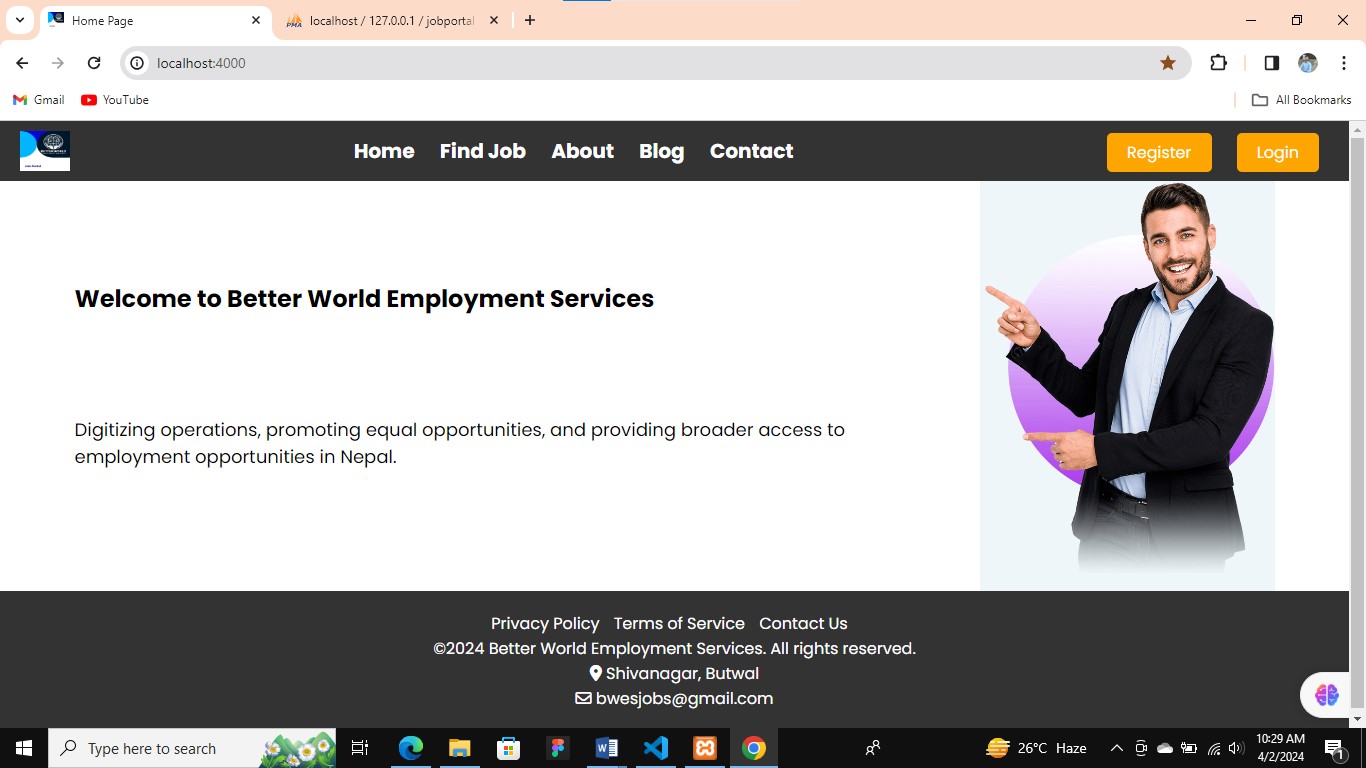 Home Page
localhost / 127.0.0.1 / jobportal
PMA
localhost:4000
Gmail
YouTube
All Bookmarks
Home
Find Job
About
Blog
Contact
Register
Login
Welcome to Better World Employment Services
Digitizing operations, promoting equal opportunities, and providing broader access to
employment opportunities in Nepal.
Privacy Policy Terms of Service Contact Us
©2024 Better World Employment Services. All rights reserved.
Shivanagar, Butwal
bwesjobs@gmail.com
Type here to search
26°C Haze
10:29 AM
4/2/2024
1